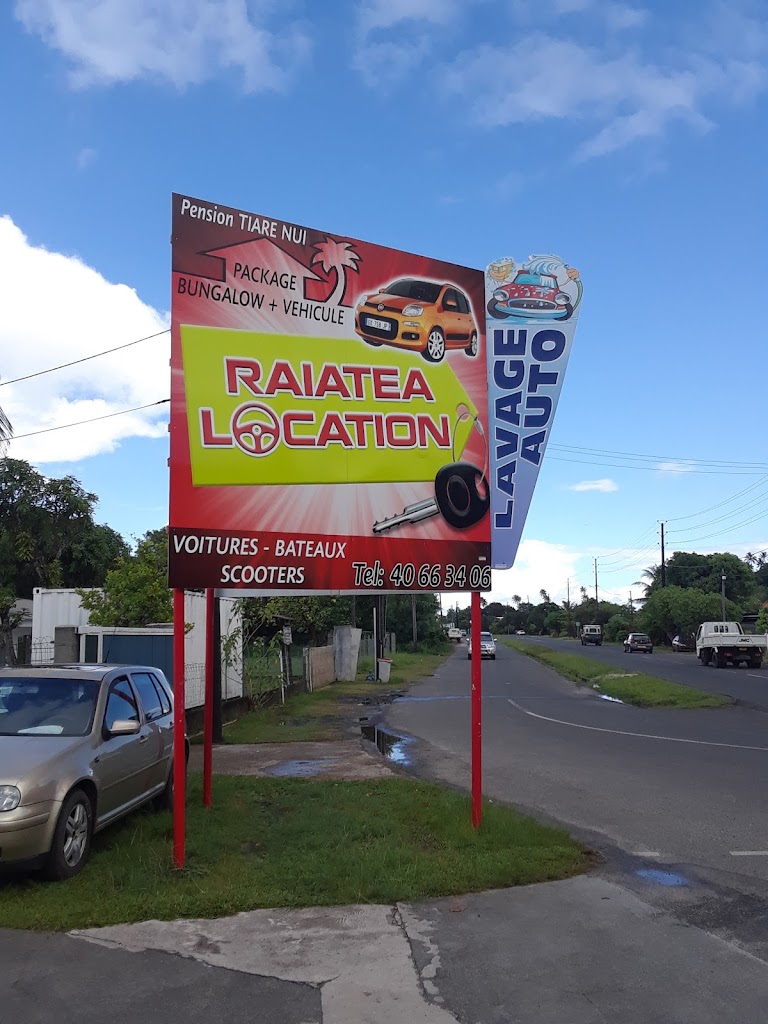 Pension TIARE NUI
PACKAGE
BUNGALOW + VEHICULE
RAIATEA
LOCATION
VOITURES - BATEAUX
SCOOTERS
Tel: 40 66 34 06
LAVAGE
AUTO